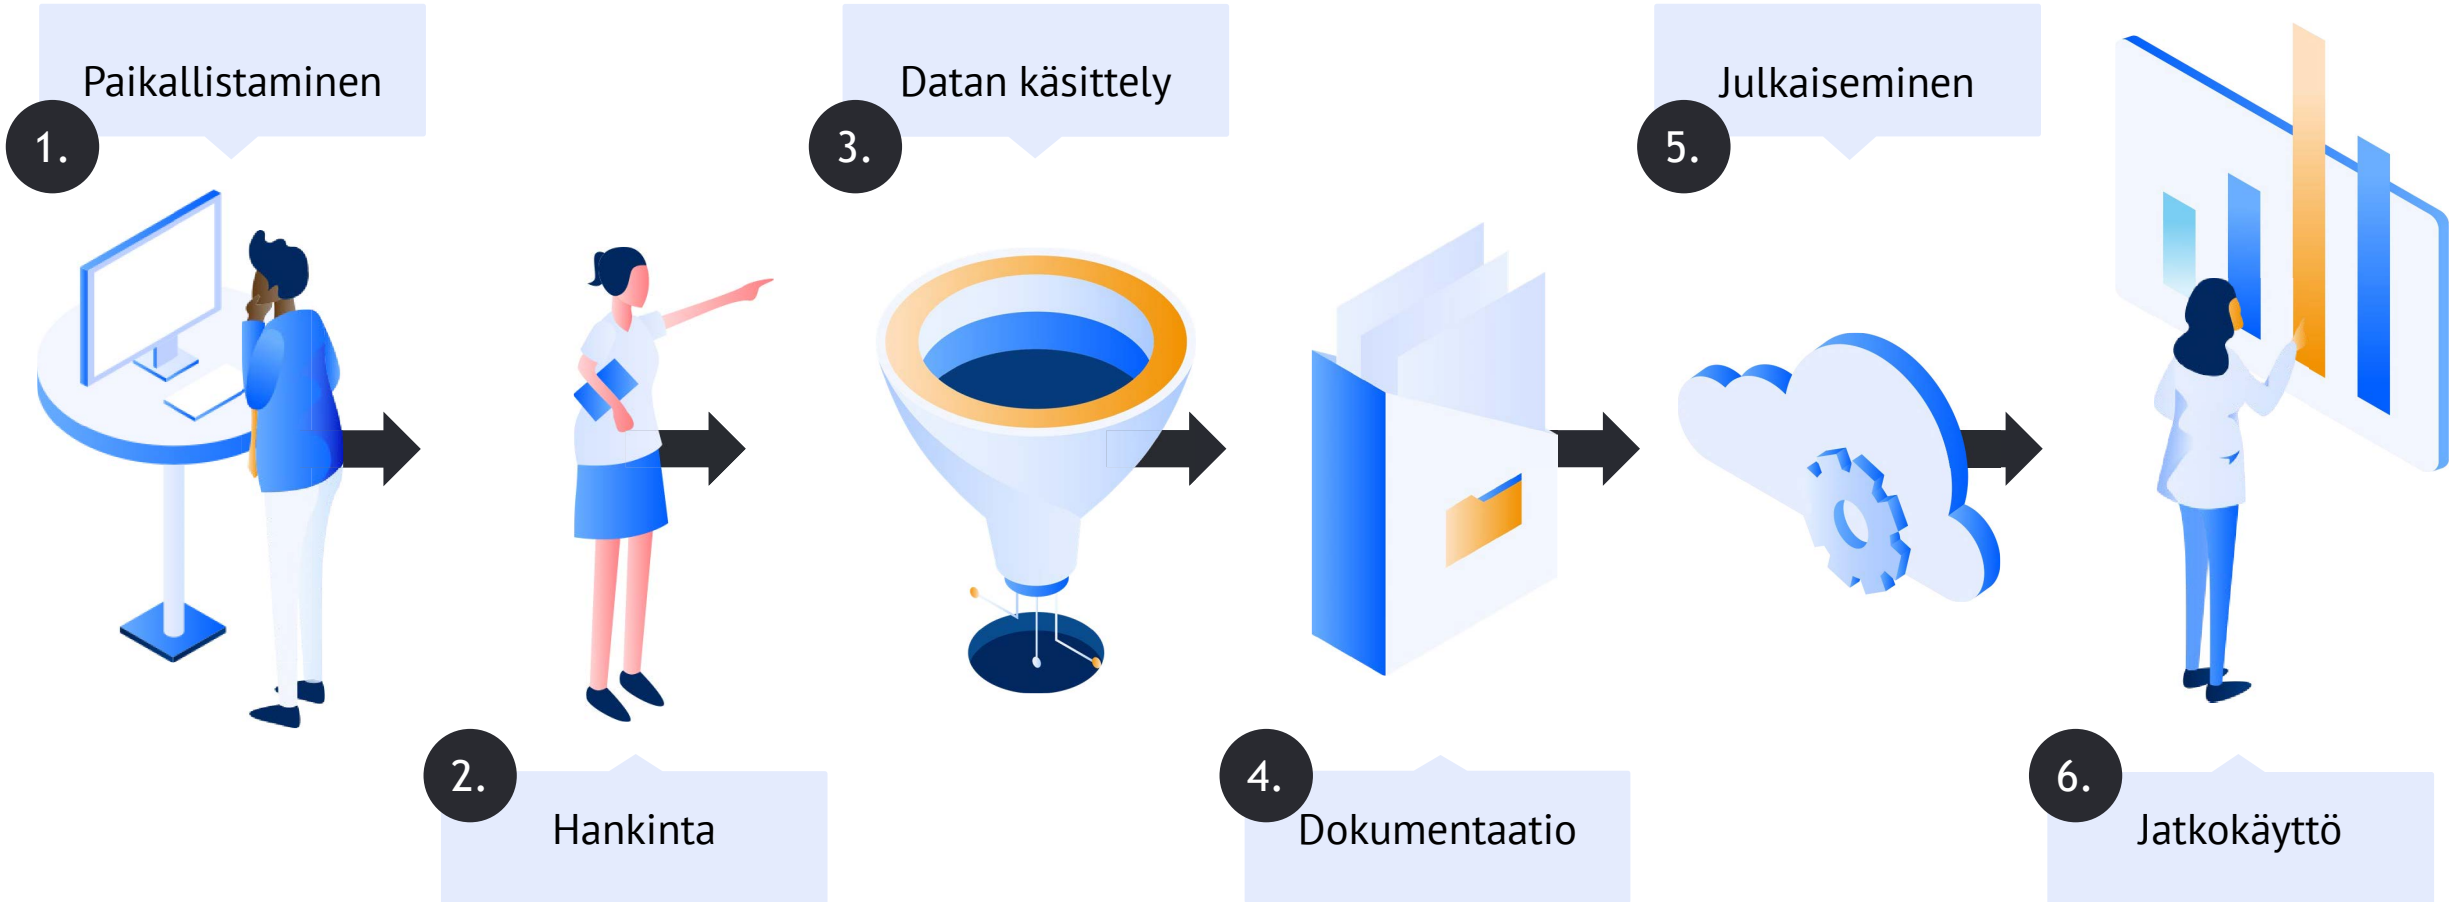 1.
Paikallistaminen
2.
Hankinta
3.
Datan käsittely
4.
Dokumentaatio
5.
Julkaiseminen
6.
Jatkokäyttö